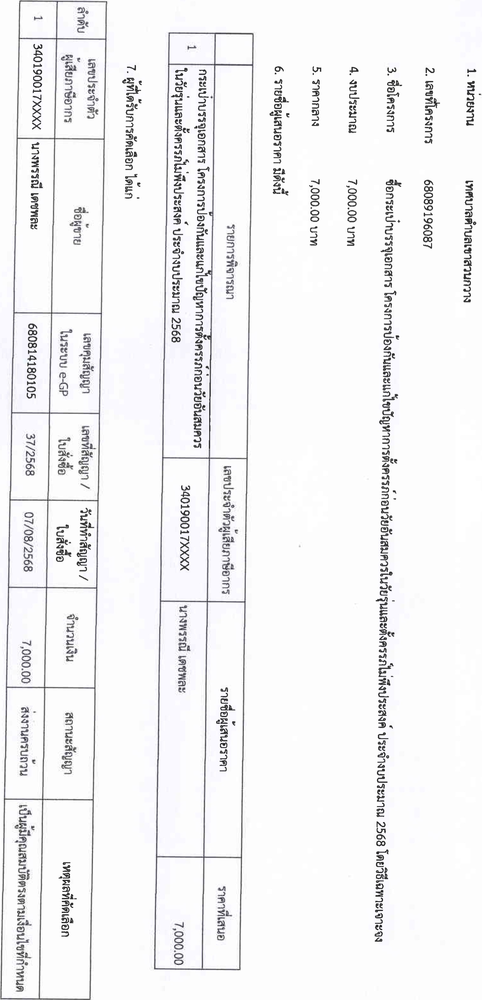 1. หน่วยงาน เทศบาลตำบลเขาสวนกวาง
2. เลขที่โครงการ 68089196087
3. ชื่อโครงการ ซื้อกระเป๋าบรรจุเอกสาร โครงการป้องกันและแก้ไขปัญหาการตั้งครรภ์ก่อนวัยอันสมควรในวัยรุ่นและตั้งครรภ์ไม่พึงประสงค์ ประจำงบประมาณ 2568 โดยวิธีเฉพาะเจาะจง
4. งบประมาณ 7,000.00 บาท
5. ราคากลาง 7,000.00 บาท
6. รายชื่อผู้เสนอราคา มีดังนี้
รายการพิจารณา เลขประจำตัวผู้เสียภาษีอากร รายชื่อผู้เสนอราคา ราคาที่เสนอ
1 กระเป๋าบรรจุเอกสาร โครงการป้องกันและแก้ไขปัญหาการตั้งครรภ์ก่อนวัยอันสมควร 340190017XXXX นางพรรณี เดชพละ 7,000.00
ในวัยรุ่นและตั้งครรภ์ไม่พึงประสงค์ ประจำงบประมาณ 2568
7. ผู้ที่ได้รับการคัดเลือก ได้แก่
ลำดับ เลขประจำตัว ชื่อผู้ขาย เลขคุมสัญญา เลขที่สัญญา / วันที่ทำสัญญา / จำนวนเงิน สถานะสัญญา เหตุผลที่คัดเลือก
ผู้เสียภาษีอากร ในระบบ e-GP ใบสั่งซื้อ ใบสั่งซื้อ
1 340190017XXXX นางพรรณี เดชพละ 680814180105 37/2568 07/08/2568 7,000.00 ส่งงานครบถ้วน เป็นผู้มีคุณสมบัติตรงตามเงื่อนไขที่กำหนด